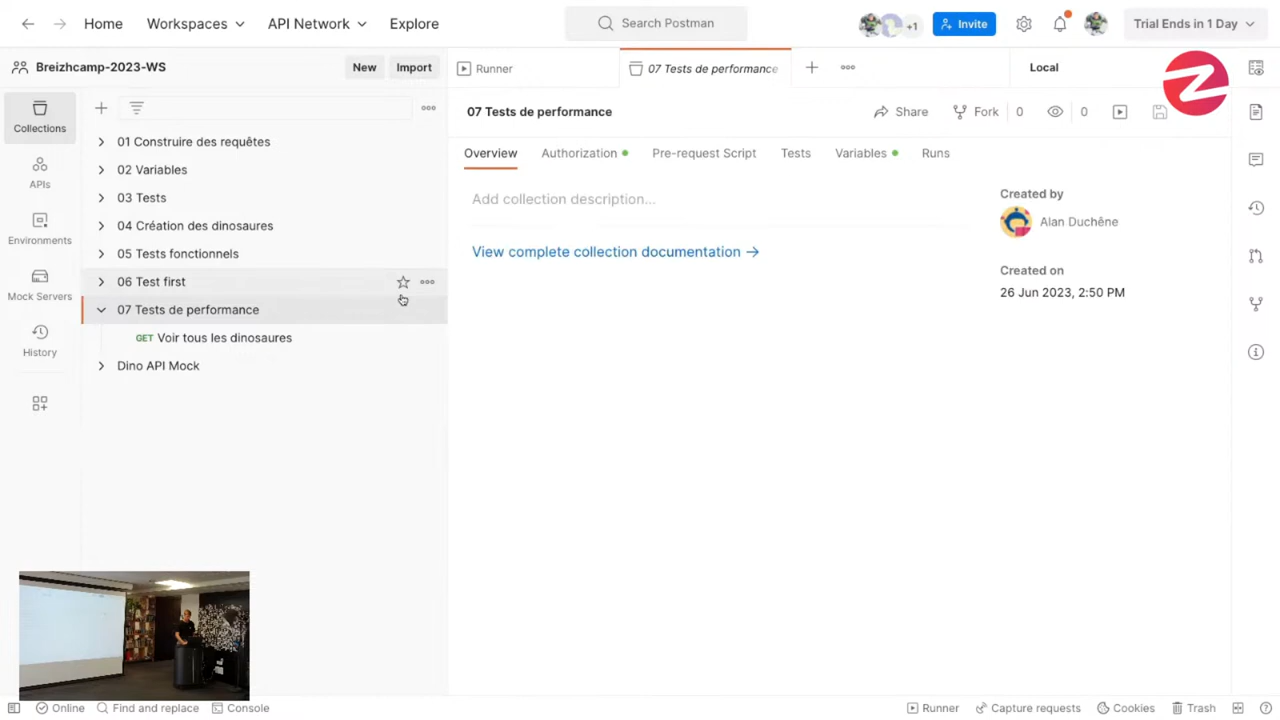 Home
Workspaces
API Network
Explore
Search Postman
+1
Invite
Trial Ends in 1 Day
Breizhcamp-2023-WS
New
Import
Runner
07 Tests de performance
Local
Collections
APIs
Environments
Mock Servers
History
01 Construire des requêtes
02 Variables
03 Tests
04 Création des dinosaures
05 Tests fonctionnels
06 Test first
07 Tests de performance
GET Voir tous les dinosaures
Dino API Mock
07 Tests de performance
Share
Fork
0
0
Overview
Authorization
Pre-request Script
Tests
Variables
Runs
Add collection description...
View complete collection documentation →
Created by
Alan Duchêne
Created on
26 Jun 2023, 2:50 PM
Online
Find and replace
Console
Runner
Capture requests
Cookies
Trash